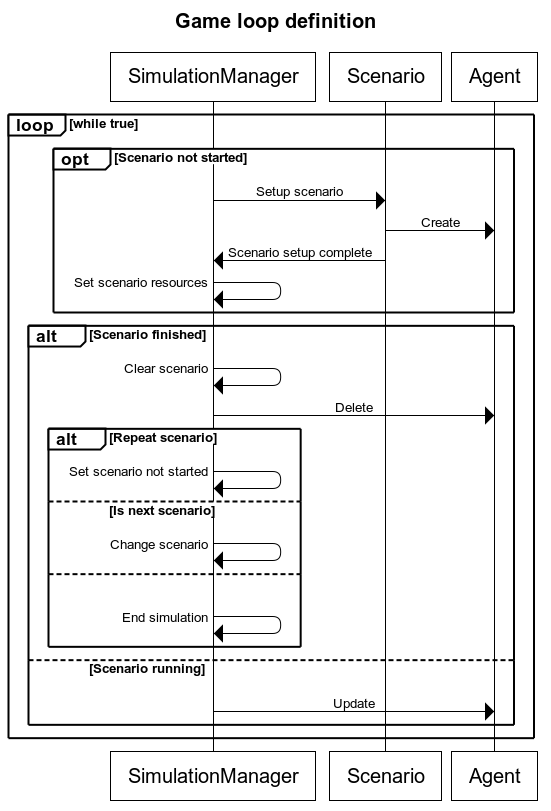 Game loop definition
SimulationManager
Scenario
Agent
loop
[while true]
opt
[Scenario not started]
Setup scenario
Create
Scenario setup complete
Set scenario resources
alt
[Scenario finished]
Clear scenario
Delete
alt
[Repeat scenario]
Set scenario not started
[Is next scenario]
Change scenario
End simulation
[Scenario running]
Update
SimulationManager
Scenario
Agent